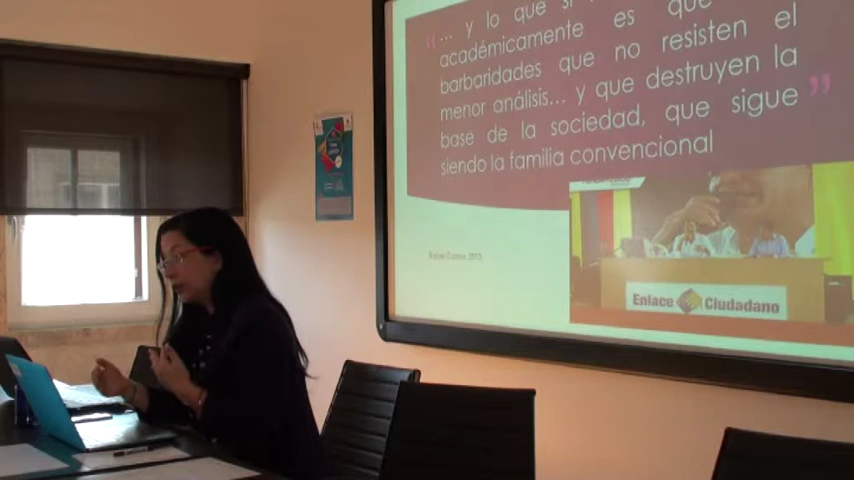 “... y lo que
académicamente es que
barbaridades que no resisten el
menor análisis... y que destruyen la
base de la sociedad, que sigue
siendo la familia convencional ”
2013
Enlace Ciudadano